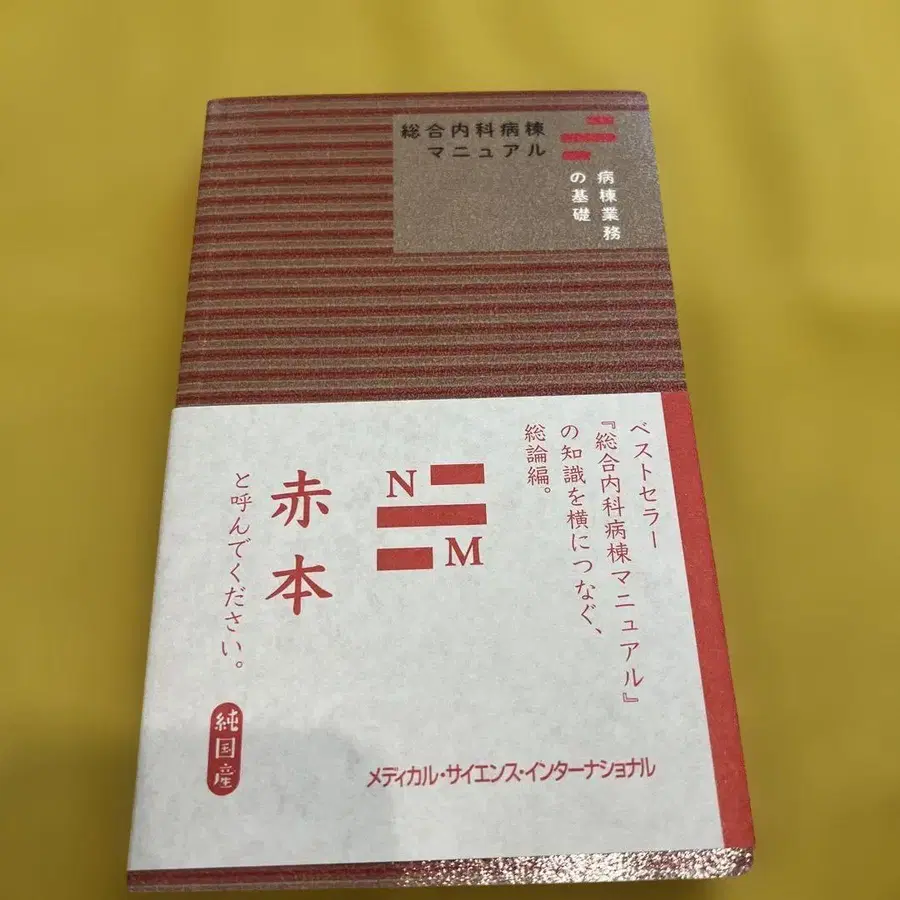 総合内科病棟
マニュアル
病棟業務
の基礎
ベストセラー
『総合内科病棟マニュアル』
の知識を横につなぐ、
総論編。
N
M
赤本
と呼んでください。
純国産
メディカル・サイエンス・インターナショナル